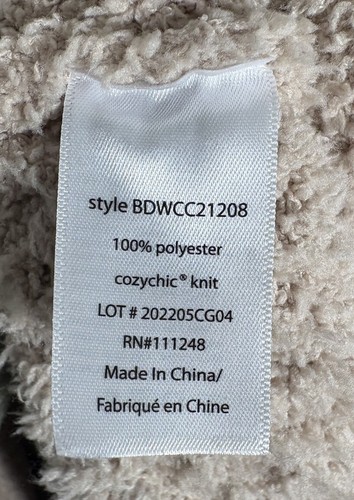 style BDWCC21208
100% polyester
cozychic® knit
LOT # 202205CG04
RN#111248
Made In China/
Fabriqué en Chine